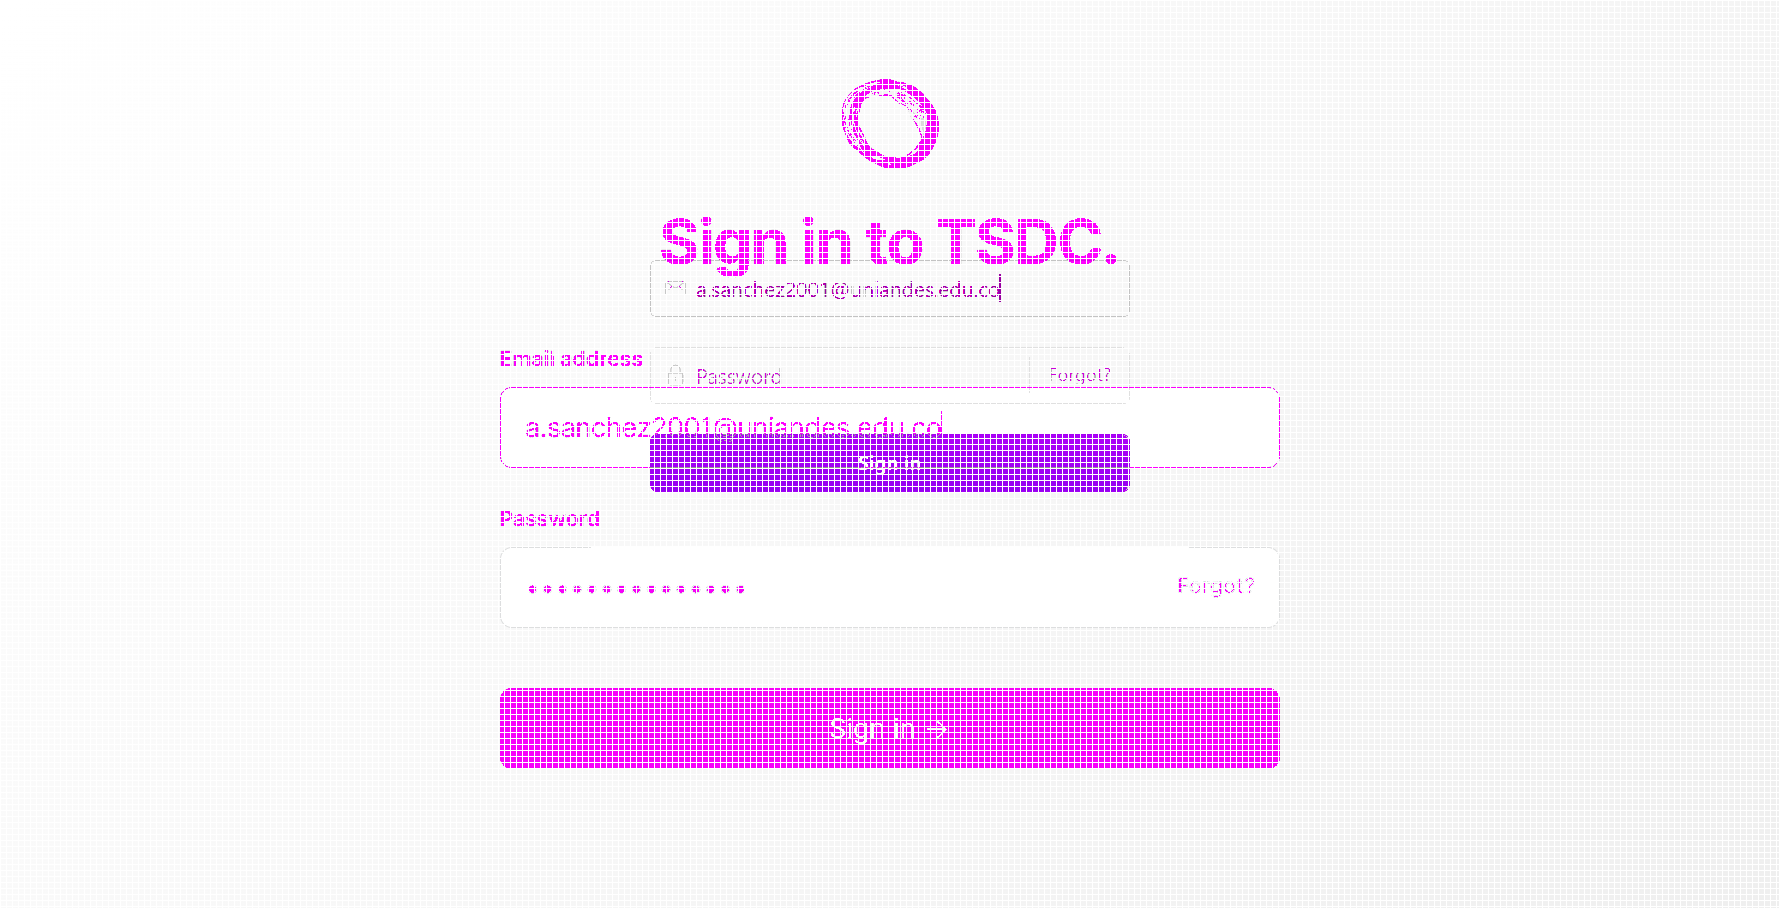 Sign in to TSDC.
a.sanchez2001@uniandes.edu.co
Email address
Password Forgot?
a.sanchez2001@uniandes.edu.co
Sign in
Password
•••••••••••••••
Forgot?
Sign in →